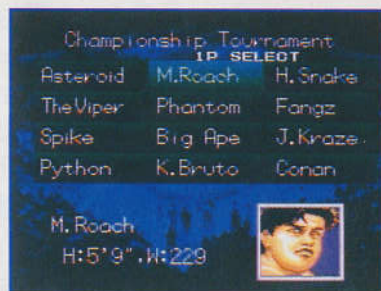 Championship Tournament
1P SELECT
Asteroid M.Roach H.Snake
The Viper Phantom Fangz
Spike Big Ape J.Kraze
Python K.Bruto Conan
M.Roach
H:5'9".W:229